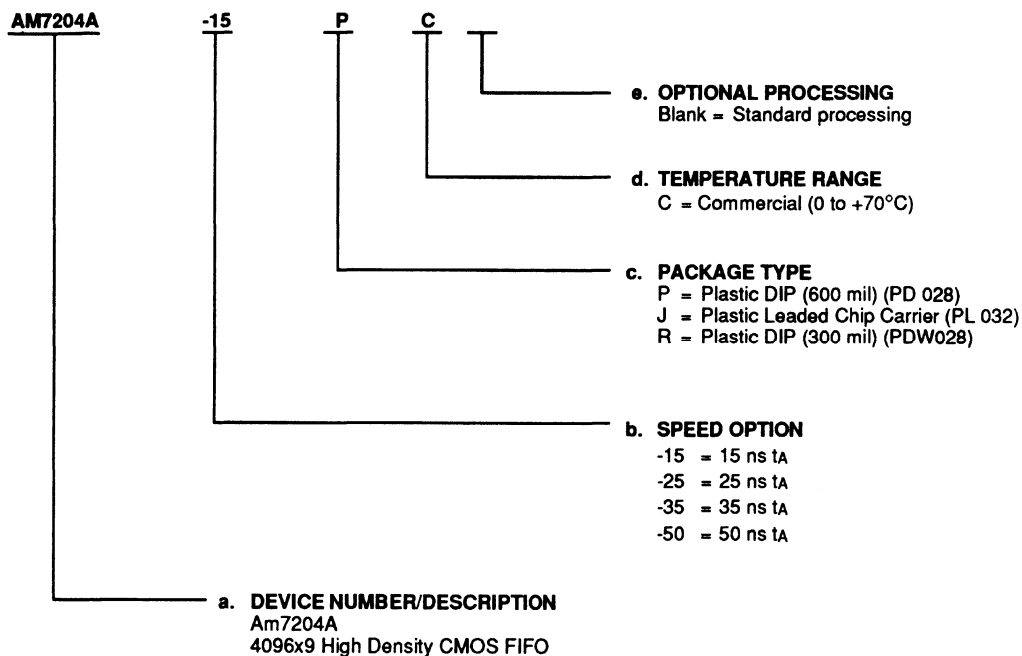 AM7204A -15 P C
e. OPTIONAL PROCESSING
Blank = Standard processing
d. TEMPERATURE RANGE
C = Commercial (0 to +70°C)
c. PACKAGE TYPE
P = Plastic DIP (600 mil) (PD 028)
J = Plastic Leaded Chip Carrier (PL 032)
R = Plastic DIP (300 mil) (PDW028)
b. SPEED OPTION
-15 = 15 ns tA
-25 = 25 ns tA
-35 = 35 ns tA
-50 = 50 ns tA
a. DEVICE NUMBER/DESCRIPTION
Am7204A
4096x9 High Density CMOS FIFO